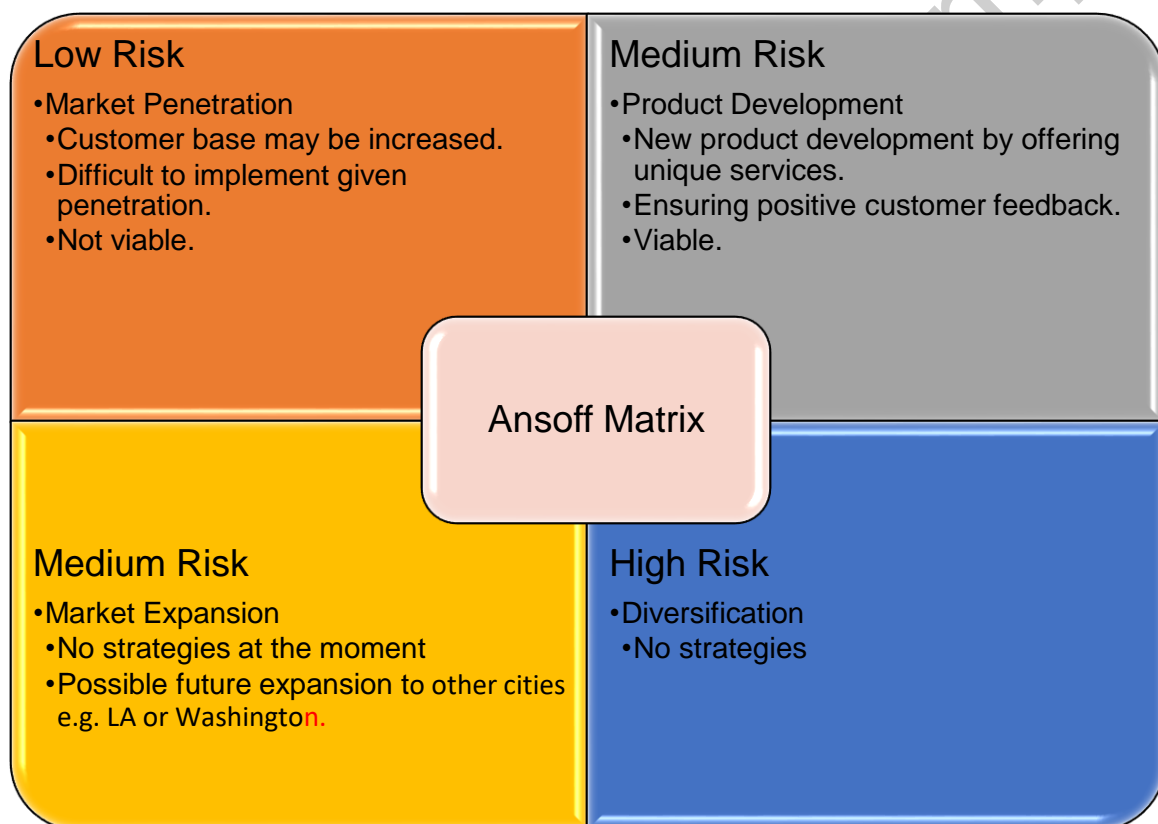 Low Risk
•Market Penetration
•Customer base may be increased.
•Difficult to implement given
penetration.
•Not viable.
Medium Risk
•Product Development
•New product development by offering
unique services.
•Ensuring positive customer feedback.
•Viable.
Ansoff Matrix
Medium Risk
•Market Expansion
•No strategies at the moment
•Possible future expansion to other cities
e.g. LA or Washington.
High Risk
•Diversification
•No strategies